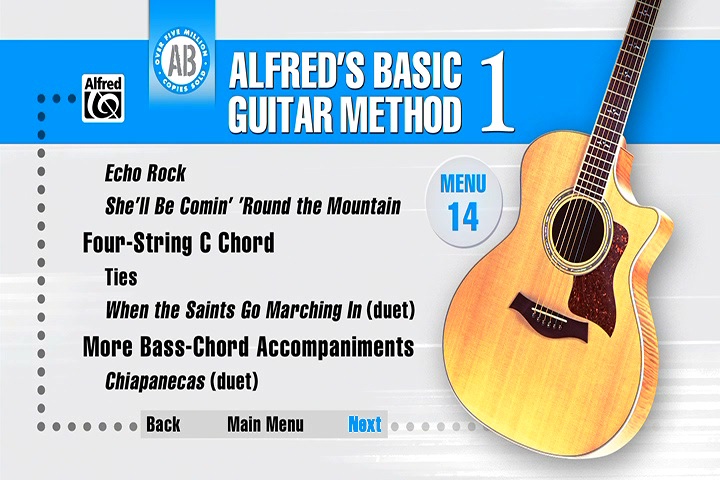 OVER FIVE MILLION
AB
COPIES SOLD
Alfred
ALFRED'S BASIC
GUITAR METHOD 1
Echo Rock
She'll Be Comin' 'Round the Mountain
MENU
14
Four-String C Chord
Ties
When the Saints Go Marching In (duet)
More Bass-Chord Accompaniments
Chiapanecas (duet)
Back Main Menu Next